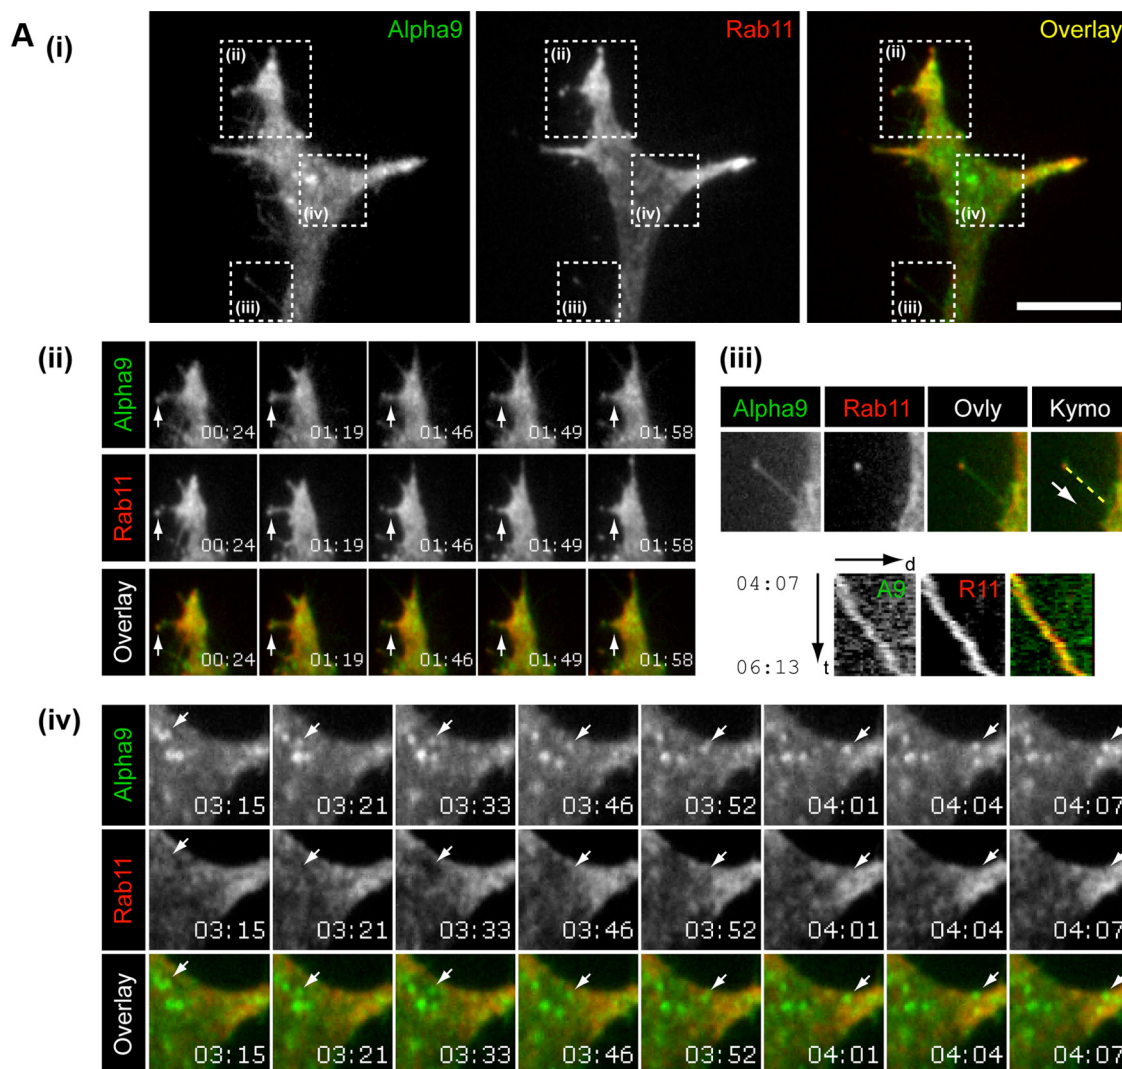 A (i)
Alpha9 Rab11 Overlay
(ii) (ii) (ii)
(iv) (iv) (iv)
(iii) (iii) (iii)
(ii)
Alpha9
00:24 01:19 01:46 01:49 01:58
Rab11
00:24 01:19 01:46 01:49 01:58
Overlay
00:24 01:19 01:46 01:49 01:58
(iii)
Alpha9 Rab11 Ovly Kymo
d
04:07 A9 R11
06:13 t
(iv)
Alpha9
03:15 03:21 03:33 03:46 03:52 04:01 04:04 04:07
Rab11
03:15 03:21 03:33 03:46 03:52 04:01 04:04 04:07
Overlay
03:15 03:21 03:33 03:46 03:52 04:01 04:04 04:07